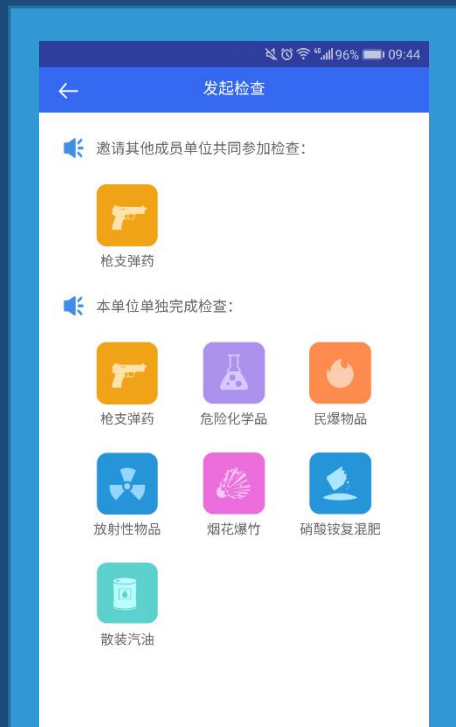 46 96% 09:44
发起检查
邀请其他成员单位共同参加检查：
枪支弹药
本单位单独完成检查：
枪支弹药 危险化学品 民爆物品
放射性物品 烟花爆竹 硝酸铵复混肥
散装汽油